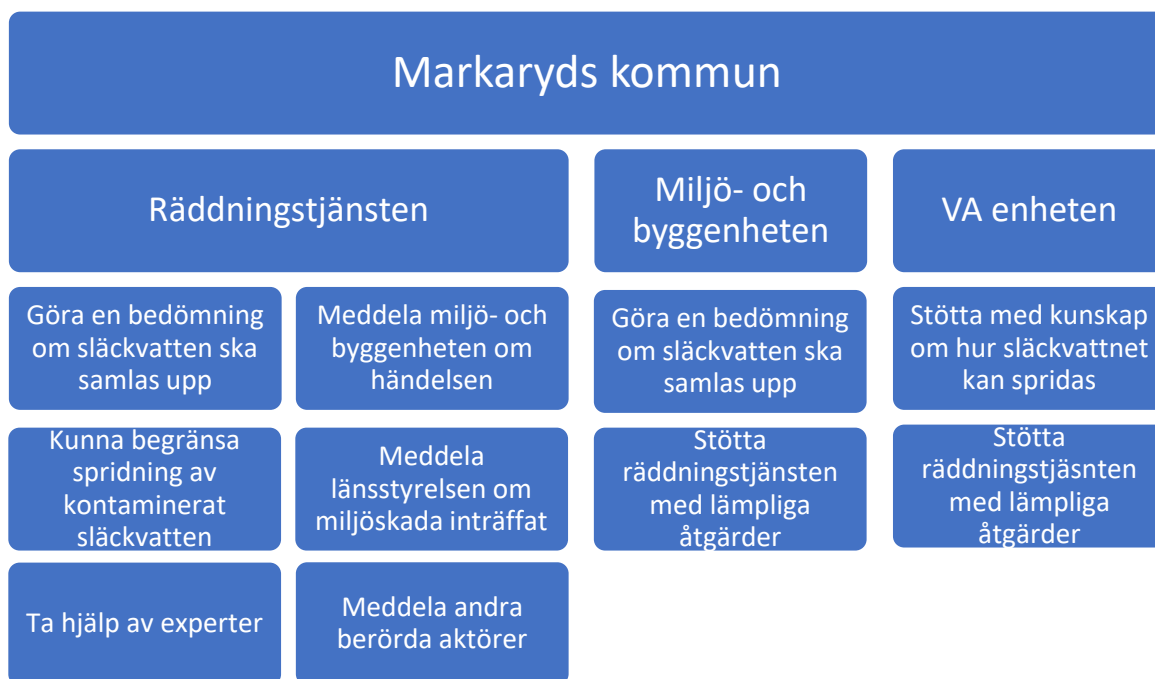 Markaryds kommun
Räddningstjänsten
Miljö- och
byggenheten
VA enheten
Göra en bedömning
om släckvatten ska
samlas upp
Meddela miljö- och
byggenheten om
händelsen
Göra en bedömning
om släckvatten ska
samlas upp
Stötta med kunskap
om hur släckvattnet
kan spridas
Kunna begränsa
spridning av
kontaminerat
släckvatten
Meddela
länsstyrelsen om
miljöskada inträffat
Stötta
räddningstjänsten
med lämpliga
åtgärder
Stötta
räddningstjäsnten
med lämpliga
åtgärder
Ta hjälp av experter
Meddela andra
berörda aktörer